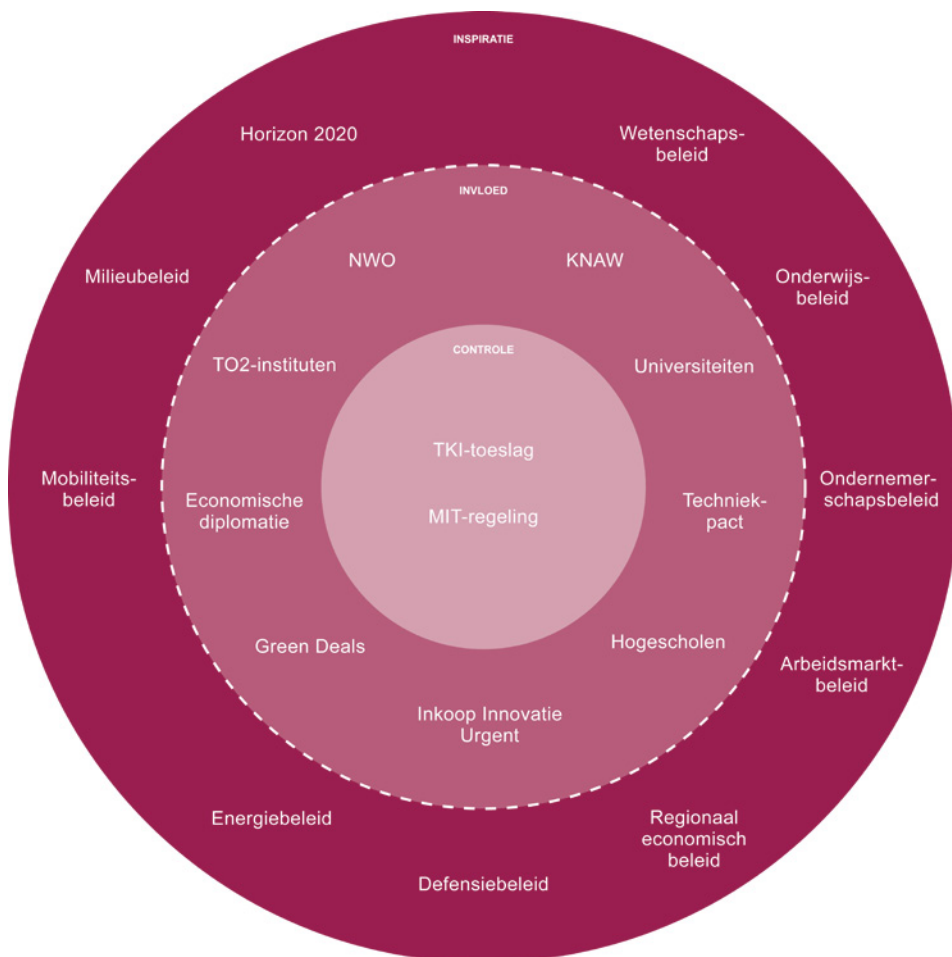 INSPIRATIE
Horizon 2020
Wetenschaps-
beleid
INVLOED
NWO
KNAW
Milieubeleid
Onderwijs-
beleid
CONTROLE
TO2-instituten
Universiteiten
TKI-toeslag
Mobiliteits-
beleid
Ondernemer-
schapsbeleid
Economische
diplomatie
Techniek-
pact
MIT-regeling
Green Deals
Hogescholen
Arbeidsmarkt-
beleid
Inkoop Innovatie
Urgent
Energiebeleid
Regionaal
economisch
beleid
Defensiebeleid